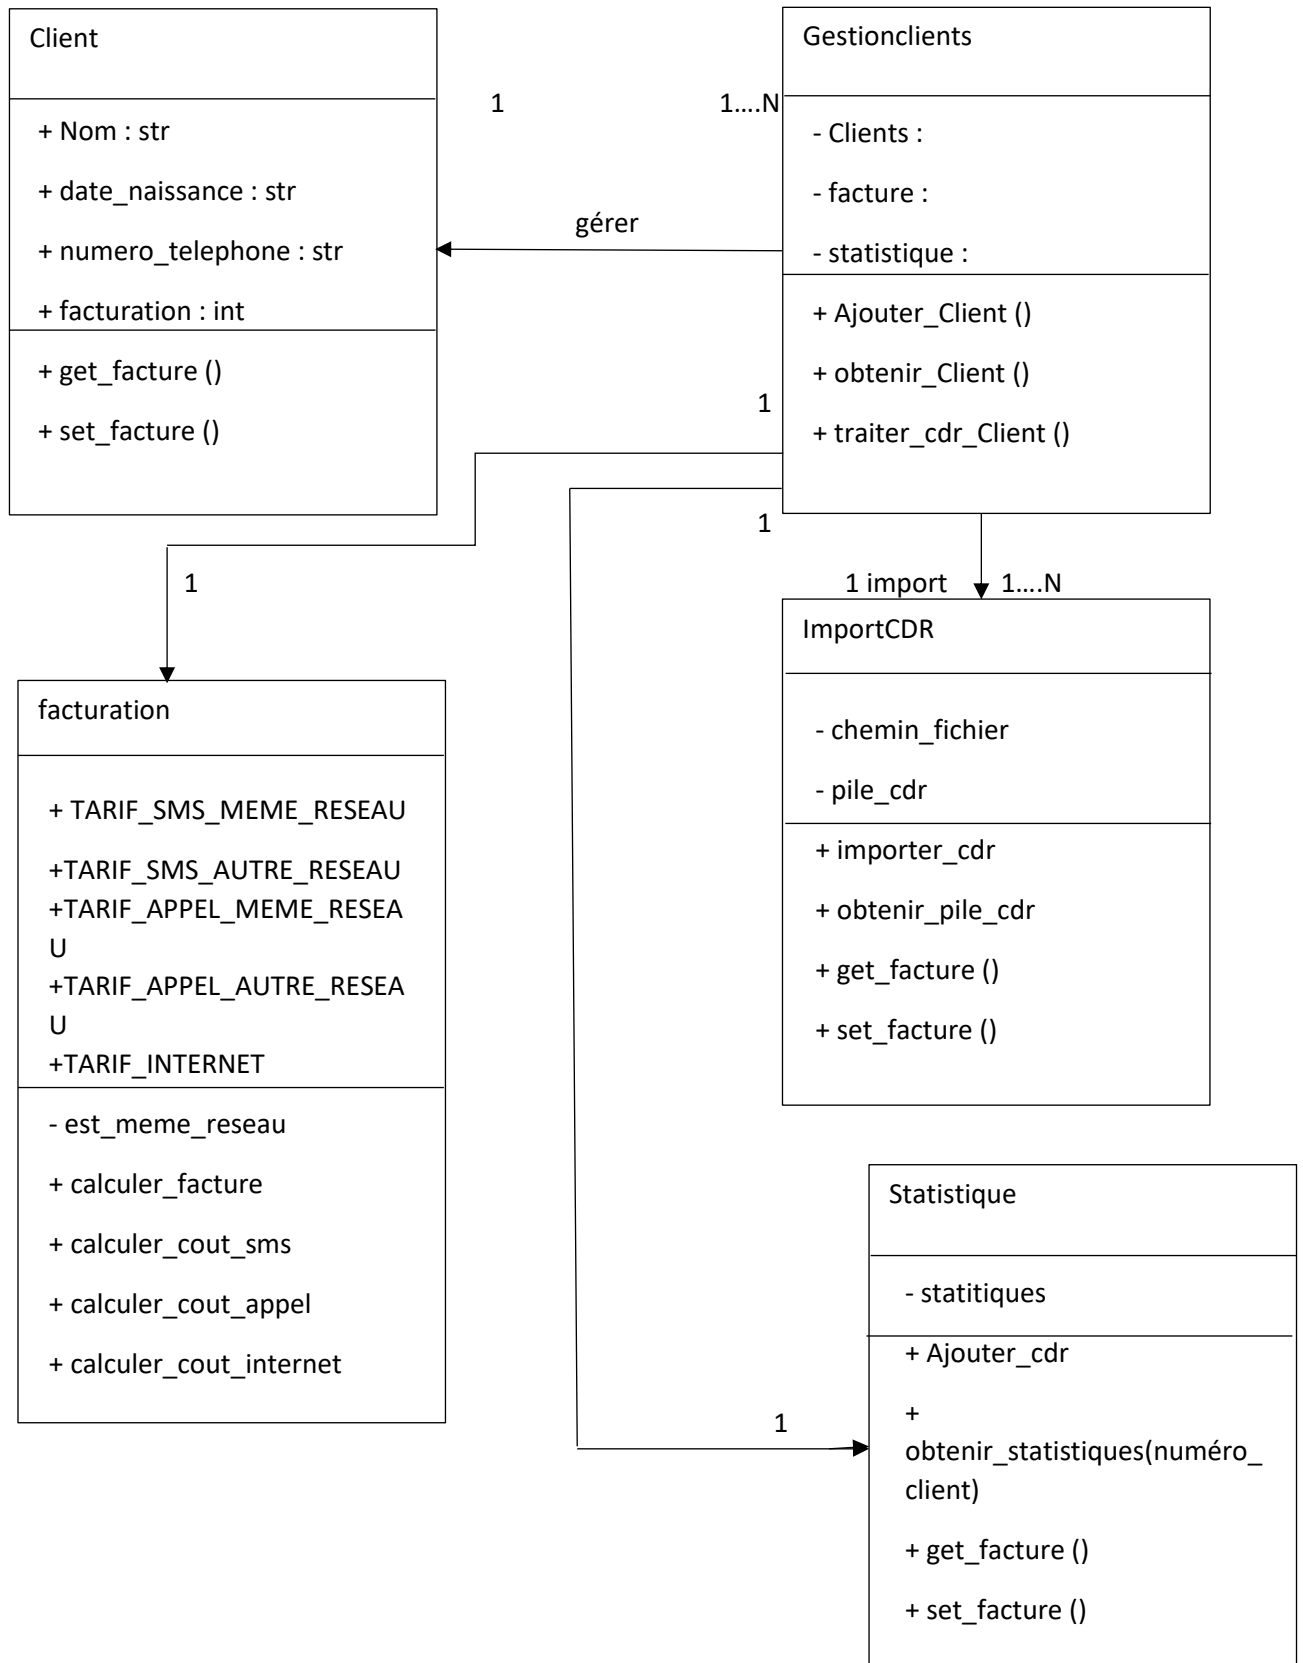 Client
+ Nom : str
+ date_naissance : str
+ numero_telephone : str
+ facturation : int
+ get_facture ()
+ set_facture ()
1
1....N
gérer
Gestionclients
- Clients :
- facture :
- statistique :
+ Ajouter_Client ()
+ obtenir_Client ()
+ traiter_cdr_Client ()
1
1
1
1 import
1....N
ImportCDR
- chemin_fichier
- pile_cdr
+ importer_cdr
+ obtenir_pile_cdr
+ get_facture ()
+ set_facture ()
facturation
+ TARIF_SMS_MEME_RESEAU
+TARIF_SMS_AUTRE_RESEAU
+TARIF_APPEL_MEME_RESEA
U
+TARIF_APPEL_AUTRE_RESEA
U
+TARIF_INTERNET
- est_meme_reseau
+ calculer_facture
+ calculer_cout_sms
+ calculer_cout_appel
+ calculer_cout_internet
1
Statistique
- statitiques
+ Ajouter_cdr
+
obtenir_statistiques(numéro_
client)
+ get_facture ()
+ set_facture ()